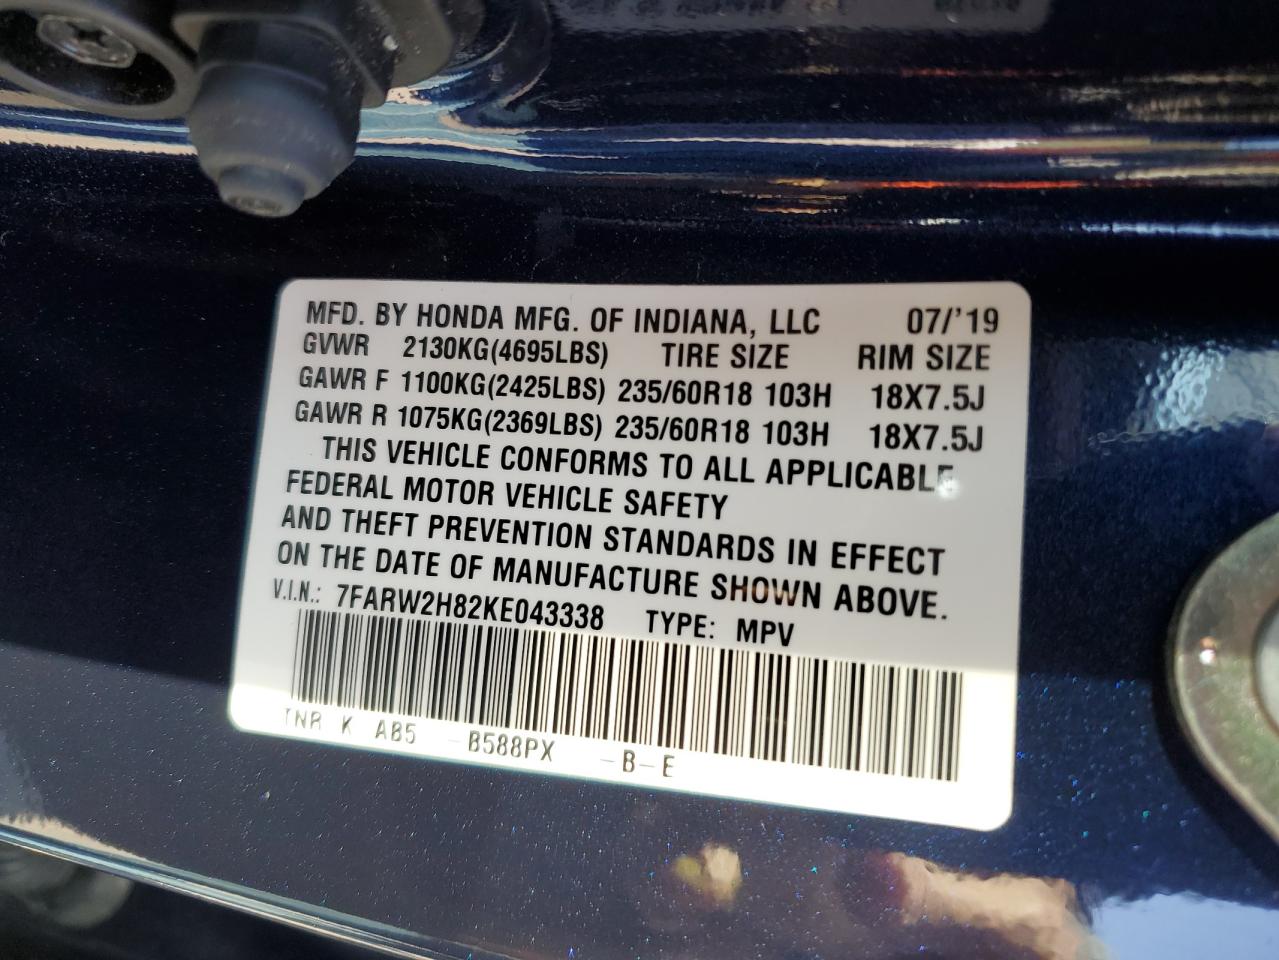 MFD. BY HONDA MFG. OF INDIANA, LLC 07/'19
GVWR 2130KG(4695LBS) TIRE SIZE RIM SIZE
GAWR F 1100KG(2425LBS) 235/60R18 103H 18X7.5J
GAWR R 1075KG(2369LBS) 235/60R18 103H 18X7.5J
THIS VEHICLE CONFORMS TO ALL APPLICABLE
FEDERAL MOTOR VEHICLE SAFETY
AND THEFT PREVENTION STANDARDS IN EFFECT
ON THE DATE OF MANUFACTURE SHOWN ABOVE.
V.I.N.: 7FARW2H82KE043338 TYPE: MPV
TNR K AB5 -B588PX -B-E